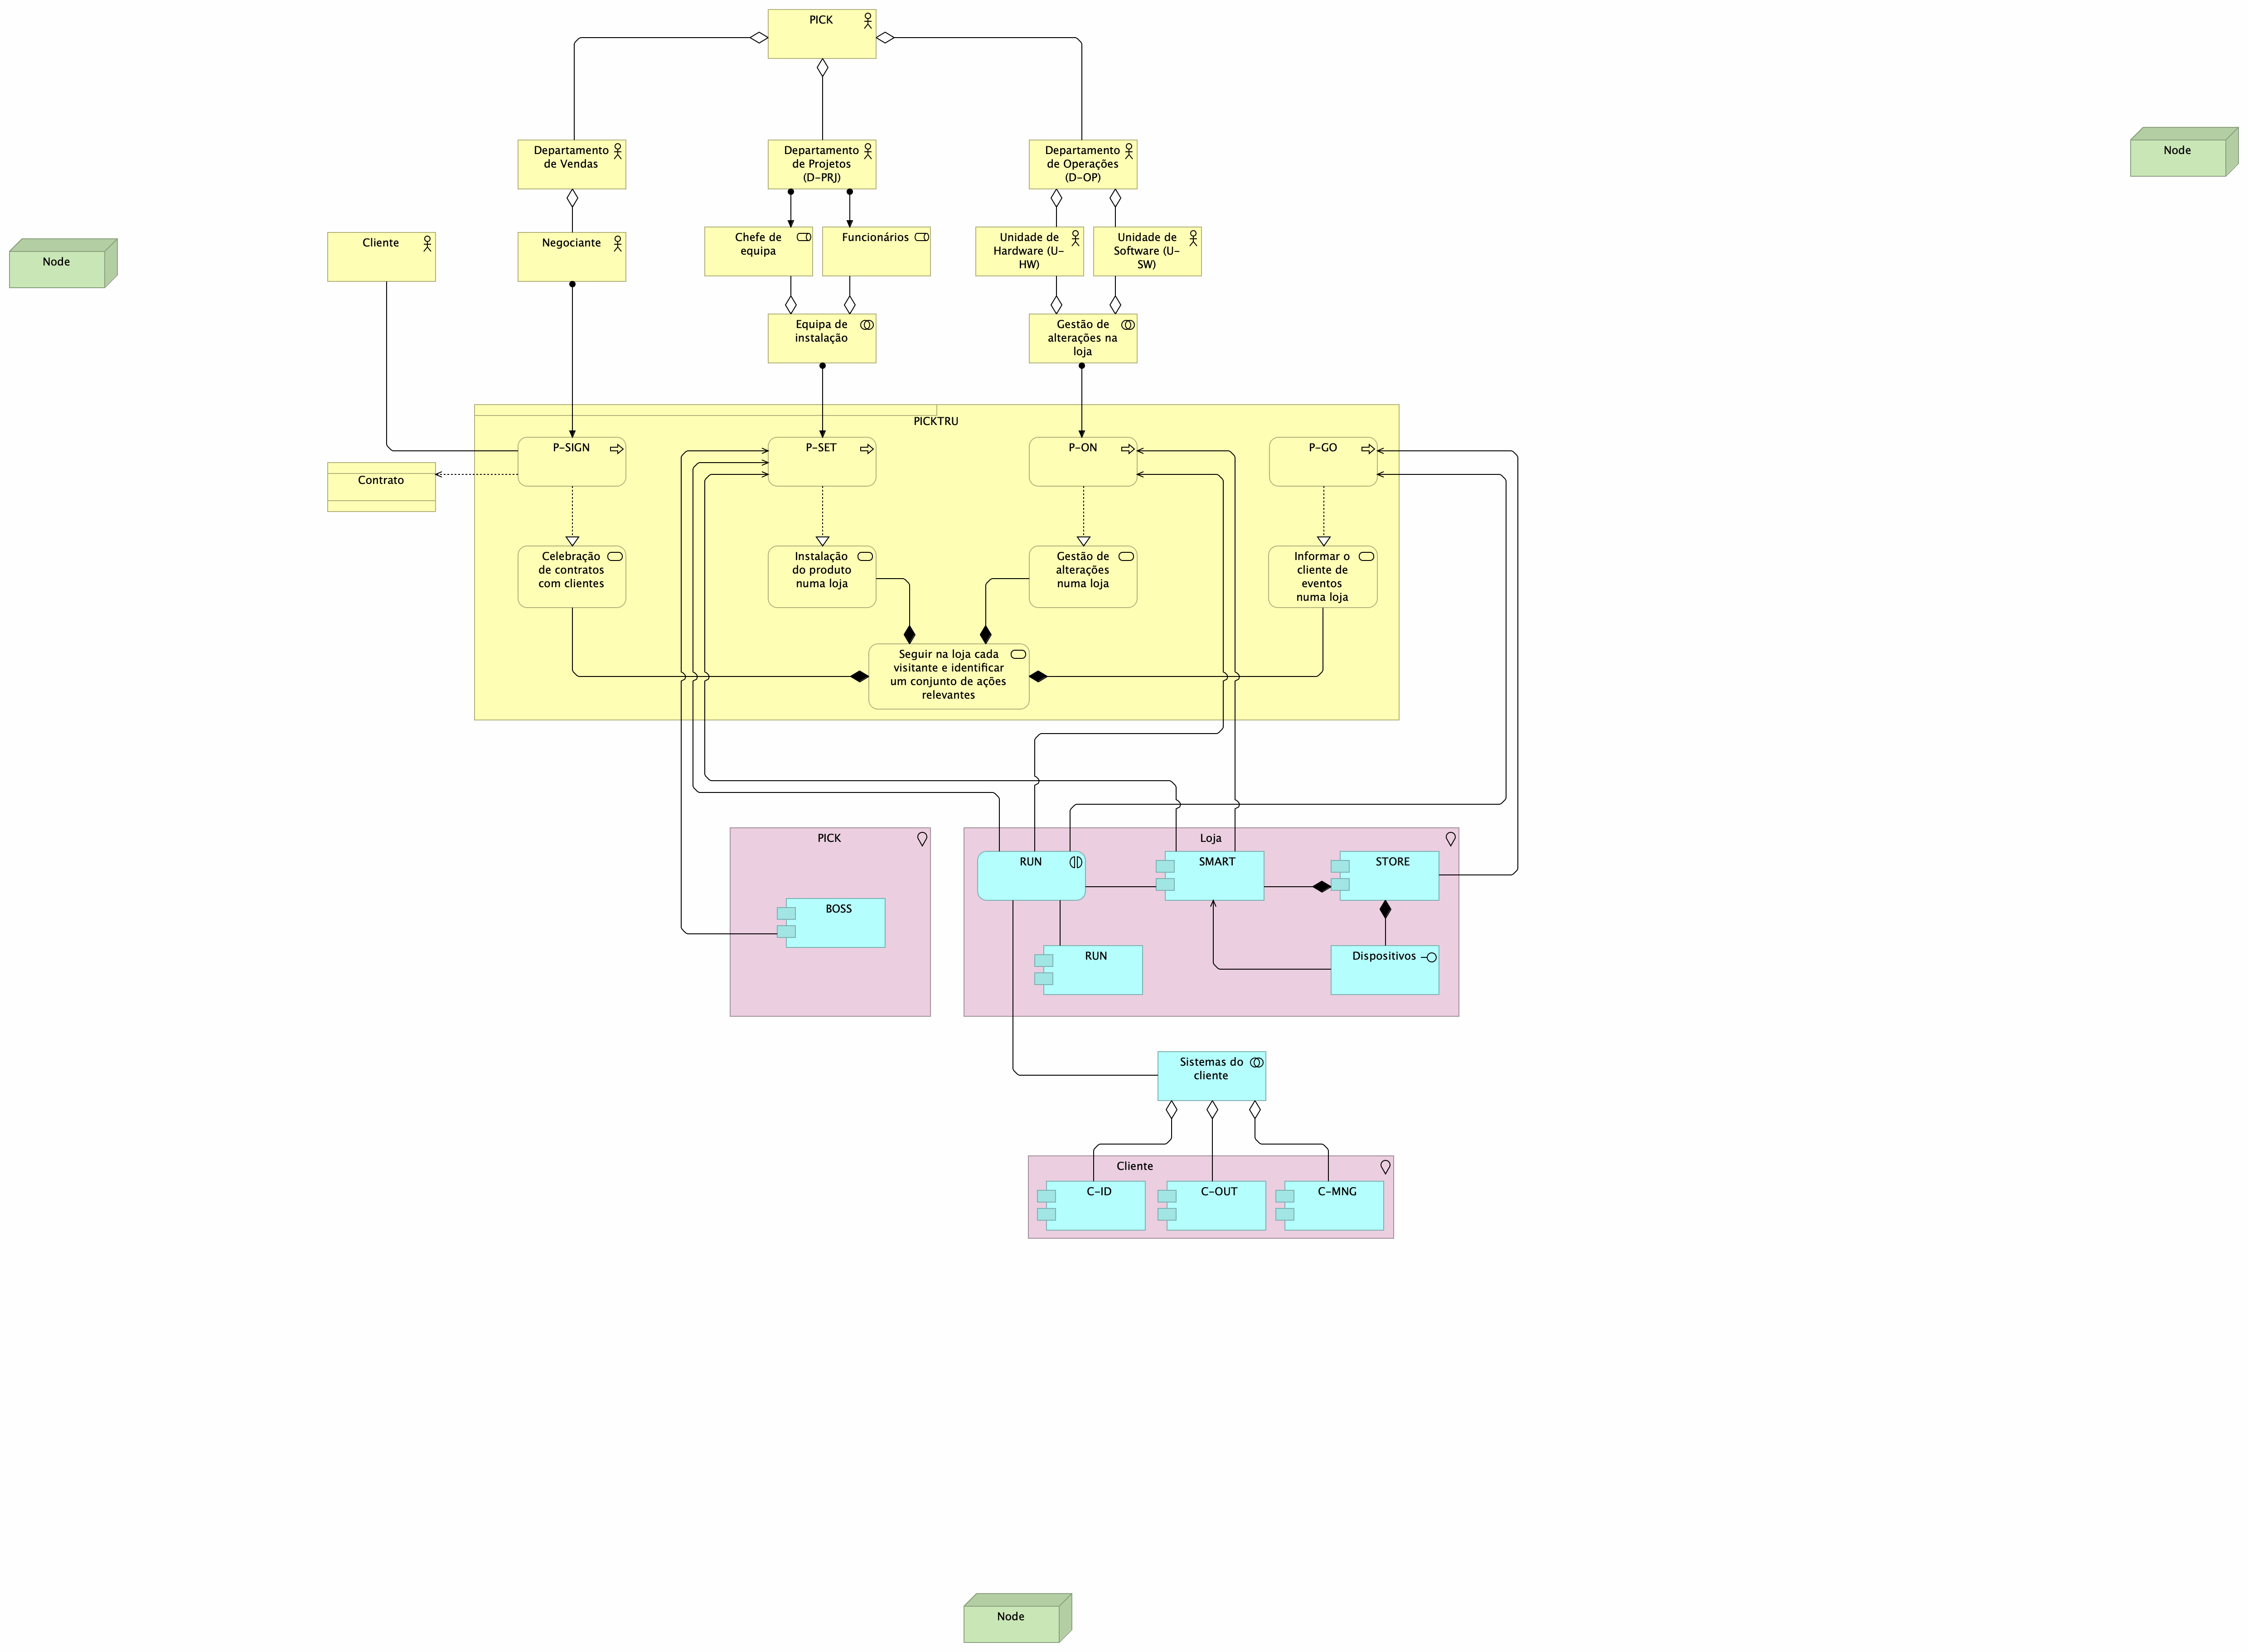 PICK
Departamento
de Vendas
Departamento
de Projetos
(D-PRJ)
Departamento
de Operações
(D-OP)
Node
Node
Cliente
Negociante
Chefe de
equipa
Funcionários
Unidade de
Hardware (U-
HW)
Unidade de
Software (U-
SW)
Equipa de
instalação
Gestão de
alterações na
loja
PICKTRU
P-SIGN
P-SET
P-ON
P-GO
Contrato
Celebração
de contratos
com clientes
Instalação
do produto
numa loja
Gestão de
alterações
numa loja
Informar o
cliente de
eventos
numa loja
Seguir na loja cada
visitante e identificar
um conjunto de ações
relevantes
PICK
Loja
RUN
SMART
STORE
BOSS
RUN
Dispositivos
Sistemas do
cliente
Cliente
C-ID
C-OUT
C-MNG
Node